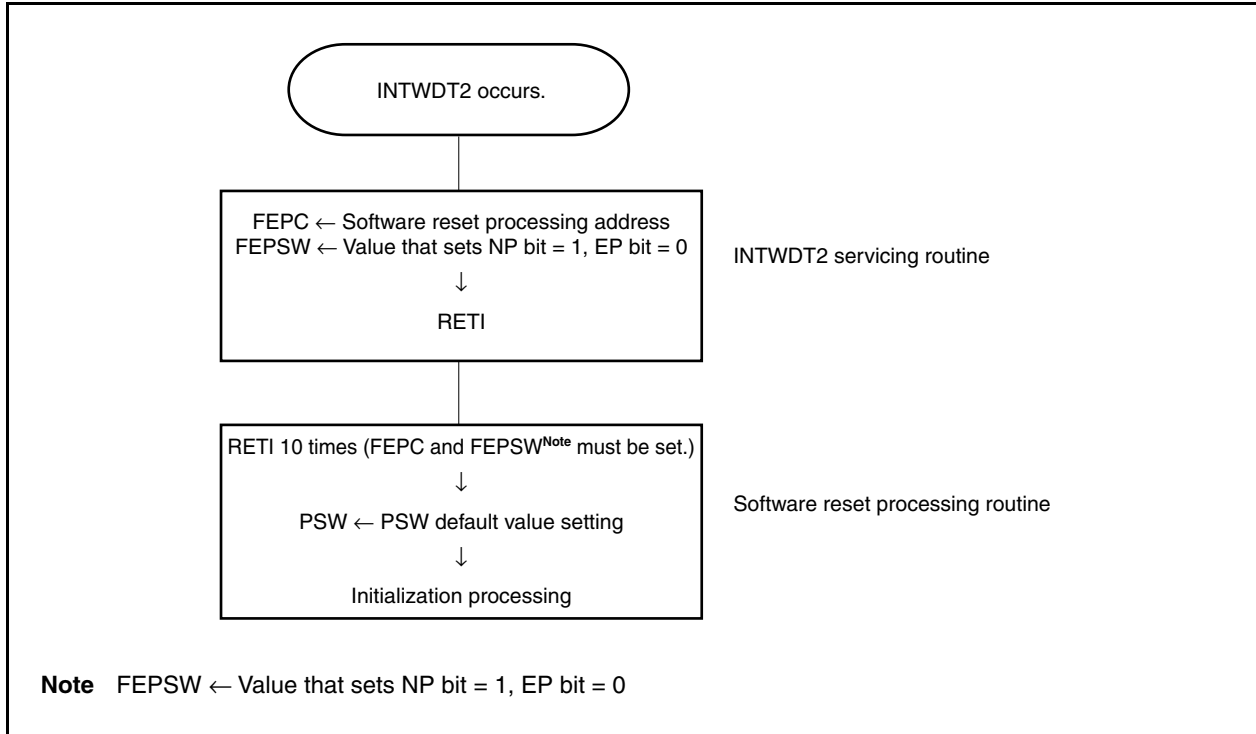 INTWDT2 occurs.
FEPC ← Software reset processing address
FEPSW ← Value that sets NP bit = 1, EP bit = 0
↓
RETI
INTWDT2 servicing routine
RETI 10 times (FEPC and FEPSWNote must be set.)
↓
PSW ← PSW default value setting
↓
Initialization processing
Software reset processing routine
Note FEPSW ← Value that sets NP bit = 1, EP bit = 0